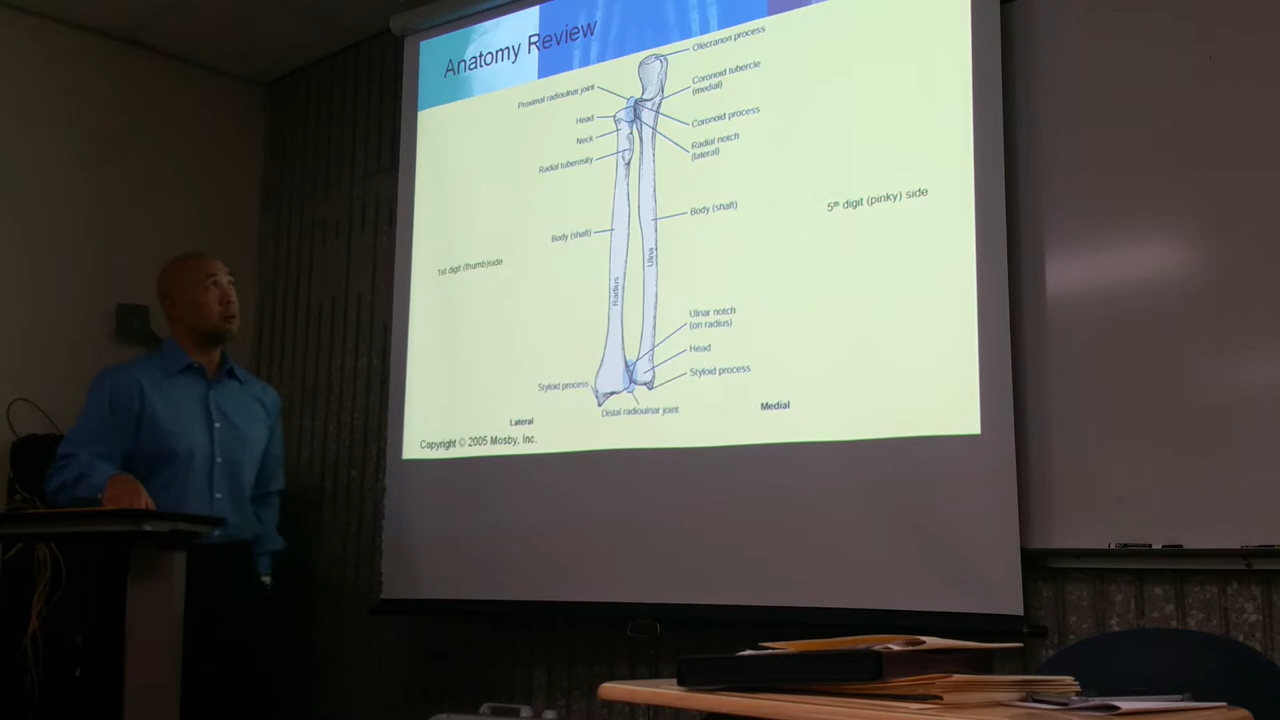 Anatomy Review
Olecranon process
Proximal radioulnar joint
Coronoid tubercle
(medial)
Head
Coronoid process
Neck
Radial notch
(lateral)
Radial tuberosity
5th digit (pinky) side
Body (shaft)
Body (shaft)
1st digit (thumb)side
Ulna
Radius
Ulnar notch
(on radius)
Head
Styloid process
Styloid process
Distal radioulnar joint
Medial
Lateral
Copyright © 2005 Mosby, Inc.